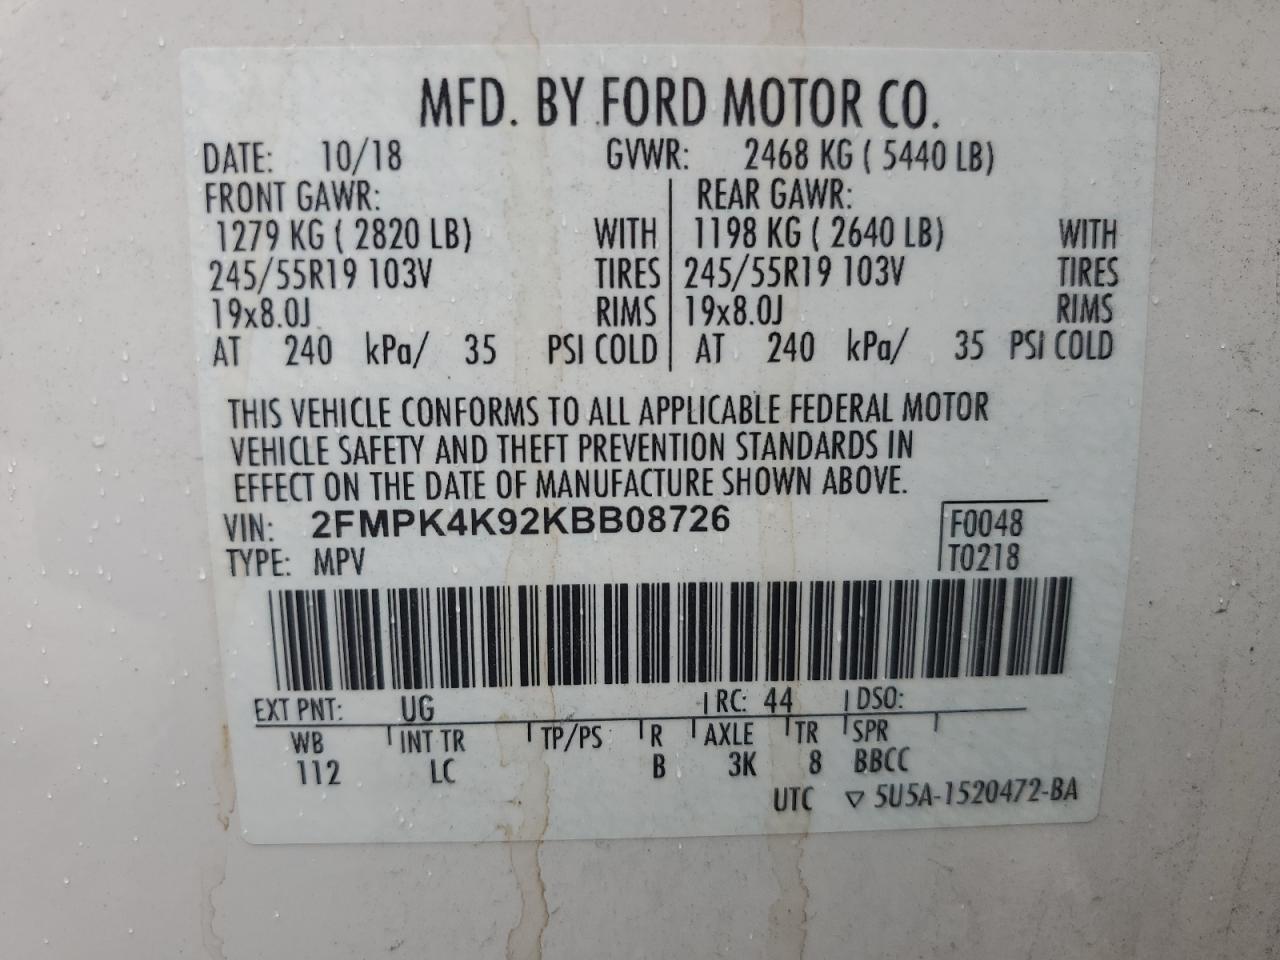 MFD. BY FORD MOTOR CO.
DATE: 10/18 GVWR: 2468 KG ( 5440 LB)
FRONT GAWR: REAR GAWR:
1279 KG ( 2820 LB) WITH 1198 KG ( 2640 LB) WITH
245/55R19 103V TIRES 245/55R19 103V TIRES
19x8.0J RIMS 19x8.0J RIMS
AT 240 kPa/ 35 PSI COLD AT 240 kPa/ 35 PSI COLD
THIS VEHICLE CONFORMS TO ALL APPLICABLE FEDERAL MOTOR
VEHICLE SAFETY AND THEFT PREVENTION STANDARDS IN
EFFECT ON THE DATE OF MANUFACTURE SHOWN ABOVE.
VIN: 2FMPK4K92KBB08726 F0048
TYPE: MPV T0218
EXT PNT: UG RC: 44 DSO:
WB INT TR TP/PS R AXLE TR SPR
112 LC B 3K 8 BBCC
UTC ▽ 5U5A-1520472-BA